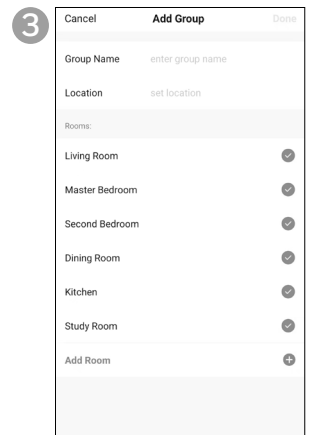 3
Cancel Add Group Done
Group Name enter group name
Location set location
Rooms:
Living Room
Master Bedroom
Second Bedroom
Dining Room
Kitchen
Study Room
Add Room